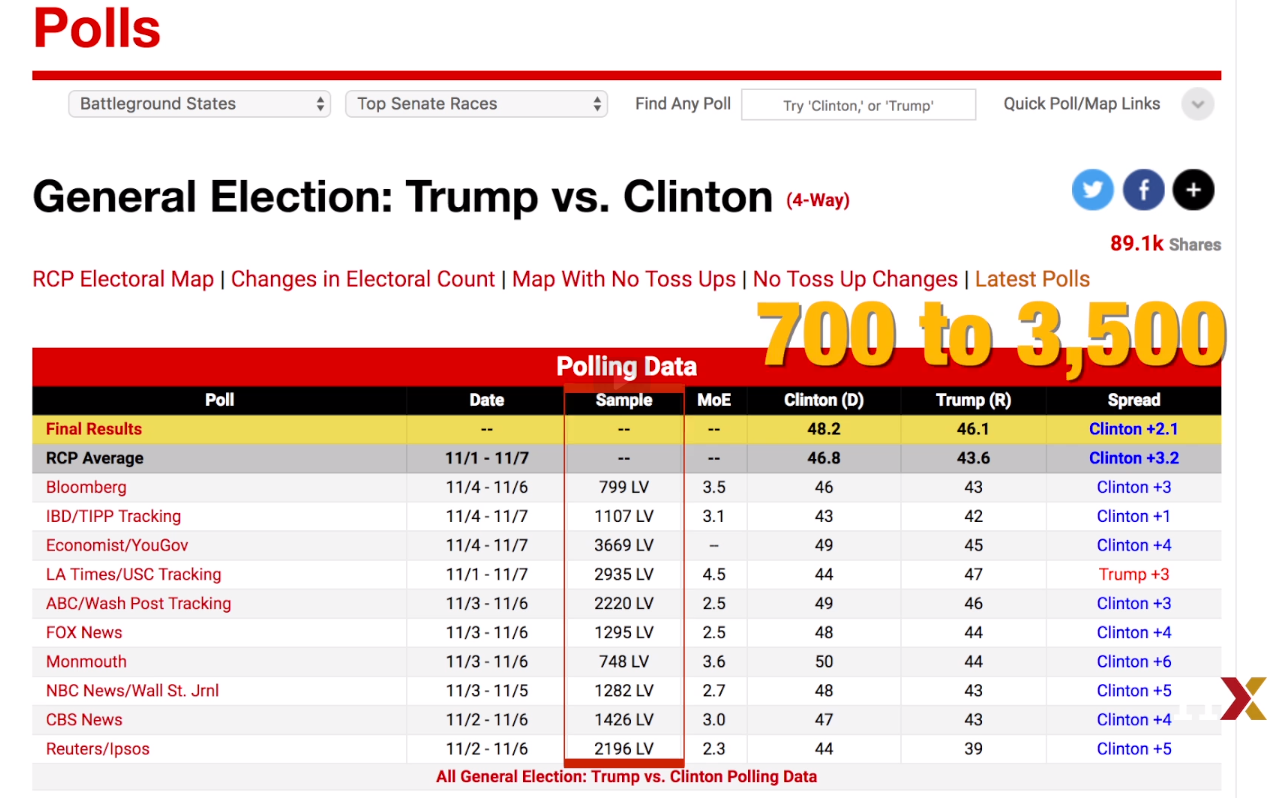 Polls
Battleground States Top Senate Races Find Any Poll Try 'Clinton,' or 'Trump' Quick Poll/Map Links
General Election: Trump vs. Clinton (4-Way)
89.1k Shares
RCP Electoral Map | Changes in Electoral Count | Map With No Toss Ups | No Toss Up Changes | Latest Polls
700 to 3,500
Polling Data
Poll Date Sample MoE Clinton (D) Trump (R) Spread
Final Results -- -- -- 48.2 46.1 Clinton +2.1
RCP Average 11/1 - 11/7 -- -- 46.8 43.6 Clinton +3.2
Bloomberg 11/4 - 11/6 799 LV 3.5 46 43 Clinton +3
IBD/TIPP Tracking 11/4 - 11/7 1107 LV 3.1 43 42 Clinton +1
Economist/YouGov 11/4 - 11/7 3669 LV -- 49 45 Clinton +4
LA Times/USC Tracking 11/1 - 11/7 2935 LV 4.5 44 47 Trump +3
ABC/Wash Post Tracking 11/3 - 11/6 2220 LV 2.5 49 46 Clinton +3
FOX News 11/3 - 11/6 1295 LV 2.5 48 44 Clinton +4
Monmouth 11/3 - 11/6 748 LV 3.6 50 44 Clinton +6
NBC News/Wall St. Jrnl 11/3 - 11/5 1282 LV 2.7 48 43 Clinton +5
CBS News 11/2 - 11/6 1426 LV 3.0 47 43 Clinton +4
Reuters/Ipsos 11/2 - 11/6 2196 LV 2.3 44 39 Clinton +5
All General Election: Trump vs. Clinton Polling Data